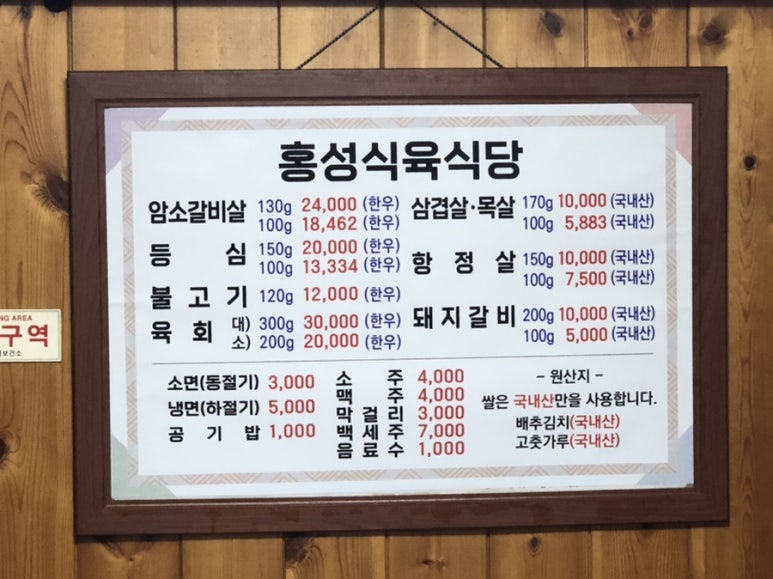 홍성식육식당
암소갈비살 130g 24,000 (한우)
100g 18,462 (한우)
등심 150g 20,000 (한우)
100g 13,334 (한우)
불고기 120g 12,000 (한우)
육회 대) 300g 30,000 (한우)
소) 200g 20,000 (한우)
삼겹살·목살 170g 10,000 (국내산)
100g 5,883 (국내산)
항정살 150g 10,000 (국내산)
100g 7,500 (국내산)
돼지갈비 200g 10,000 (국내산)
100g 5,000 (국내산)
소면(동절기) 3,000
냉면(하절기) 5,000
공기밥 1,000
소주 4,000
맥주 4,000
막걸리 3,000
백세주 7,000
음료수 1,000
- 원산지 -
쌀은 국내산만을 사용합니다.
배추김치(국내산)
고춧가루(국내산)
AREA
구역
보건소